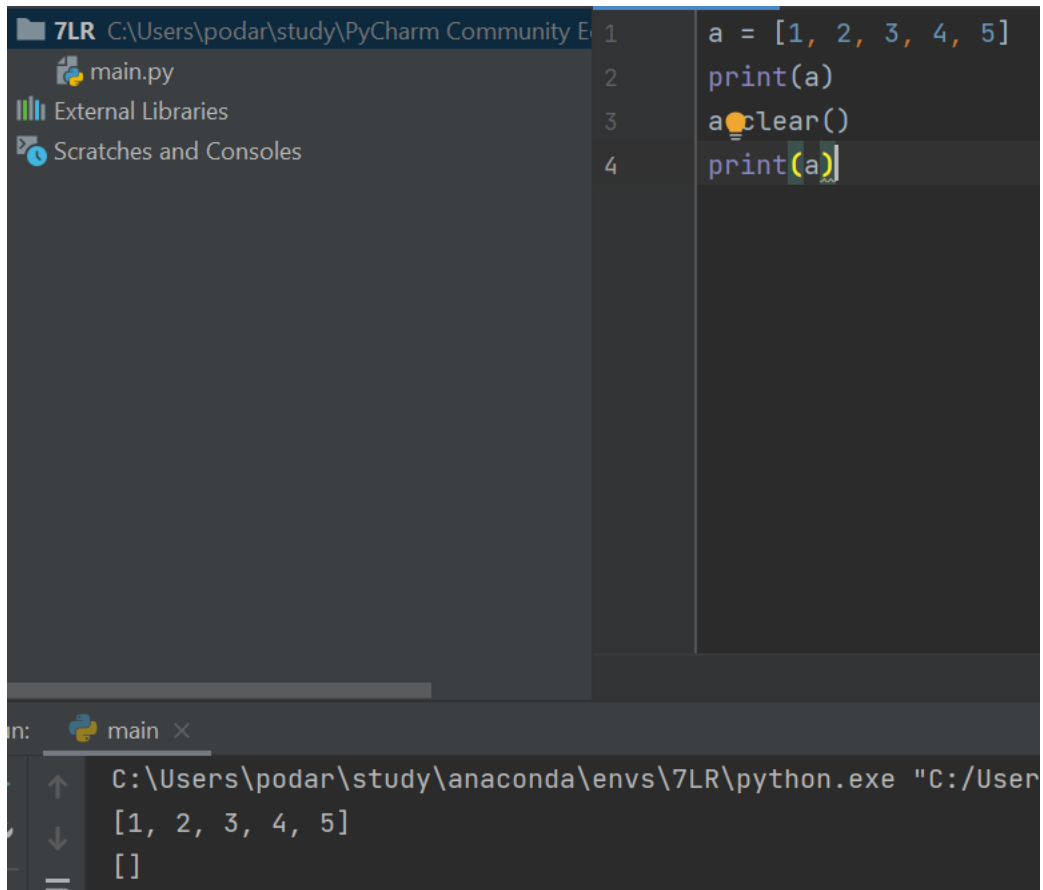 7LR C:\Users\podar\study\PyCharm Community E
main.py
External Libraries
Scratches and Consoles
1 a = [1, 2, 3, 4, 5]
2 print(a)
3 a clear()
4 print(a)
un:
main
C:\Users\podar\study\anaconda\envs\7LR\python.exe "C:/User
[1, 2, 3, 4, 5]
[]